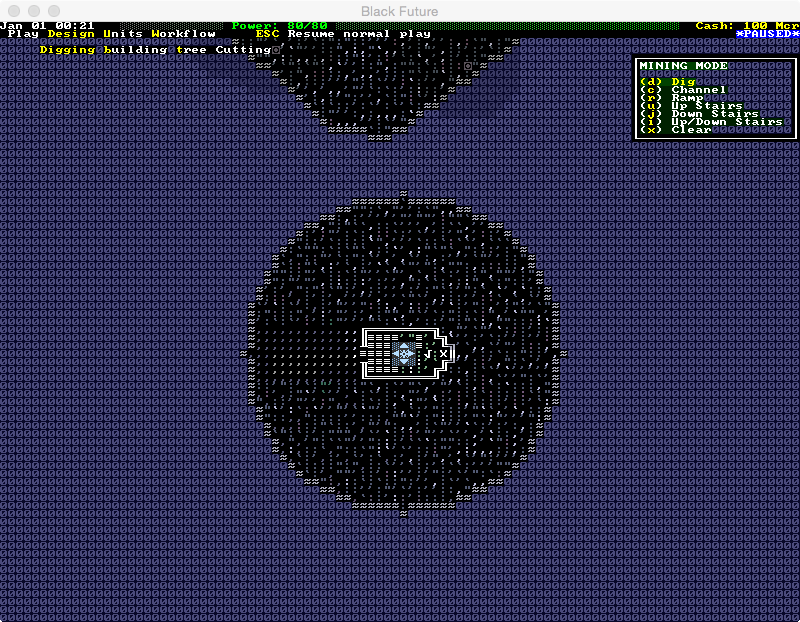 Black Future
Jan 01 00:21 Power: 80/80 Cash: 100 Mcr
Play Design Units Workflow ESC Resume normal play *PAUSED*
Digging building tree Cutting
MINING MODE
(d) Dig
(c) Channel
(r) Ramp
(u) Up Stairs
(j) Down Stairs
(i) Up/Down Stairs
(x) Clear